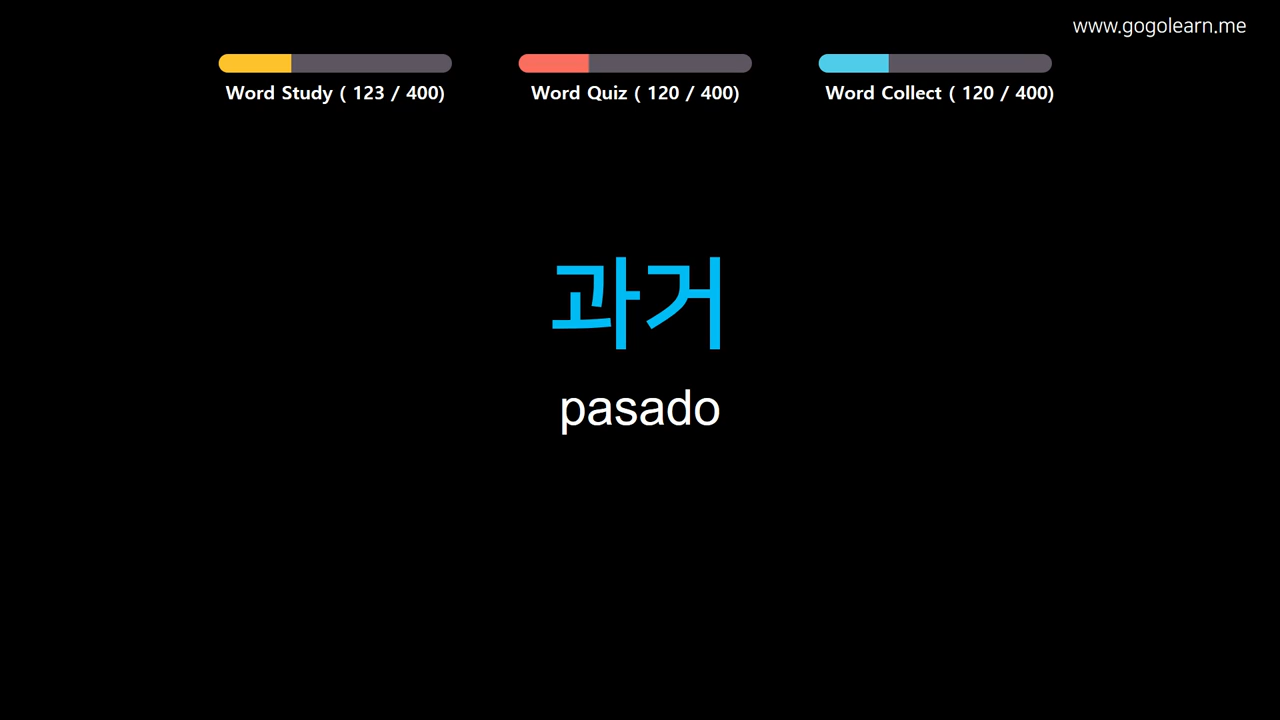 www.gogolearn.me
Word Study ( 123 / 400)
Word Quiz ( 120 / 400)
Word Collect ( 120 / 400)
과거
pasado